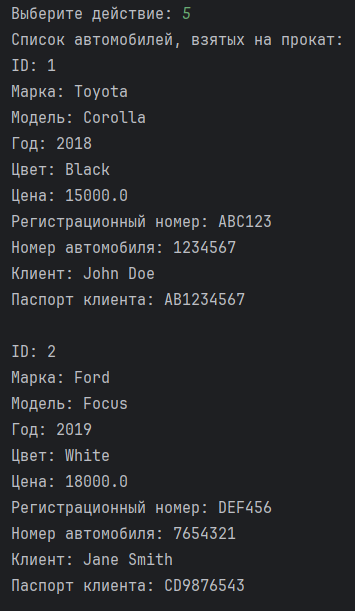 Выберите действие: 5
Список автомобилей, взятых на прокат:
ID: 1
Марка: Toyota
Модель: Corolla
Год: 2018
Цвет: Black
Цена: 15000.0
Регистрационный номер: ABC123
Номер автомобиля: 1234567
Клиент: John Doe
Паспорт клиента: AB1234567
ID: 2
Марка: Ford
Модель: Focus
Год: 2019
Цвет: White
Цена: 18000.0
Регистрационный номер: DEF456
Номер автомобиля: 7654321
Клиент: Jane Smith
Паспорт клиента: CD9876543